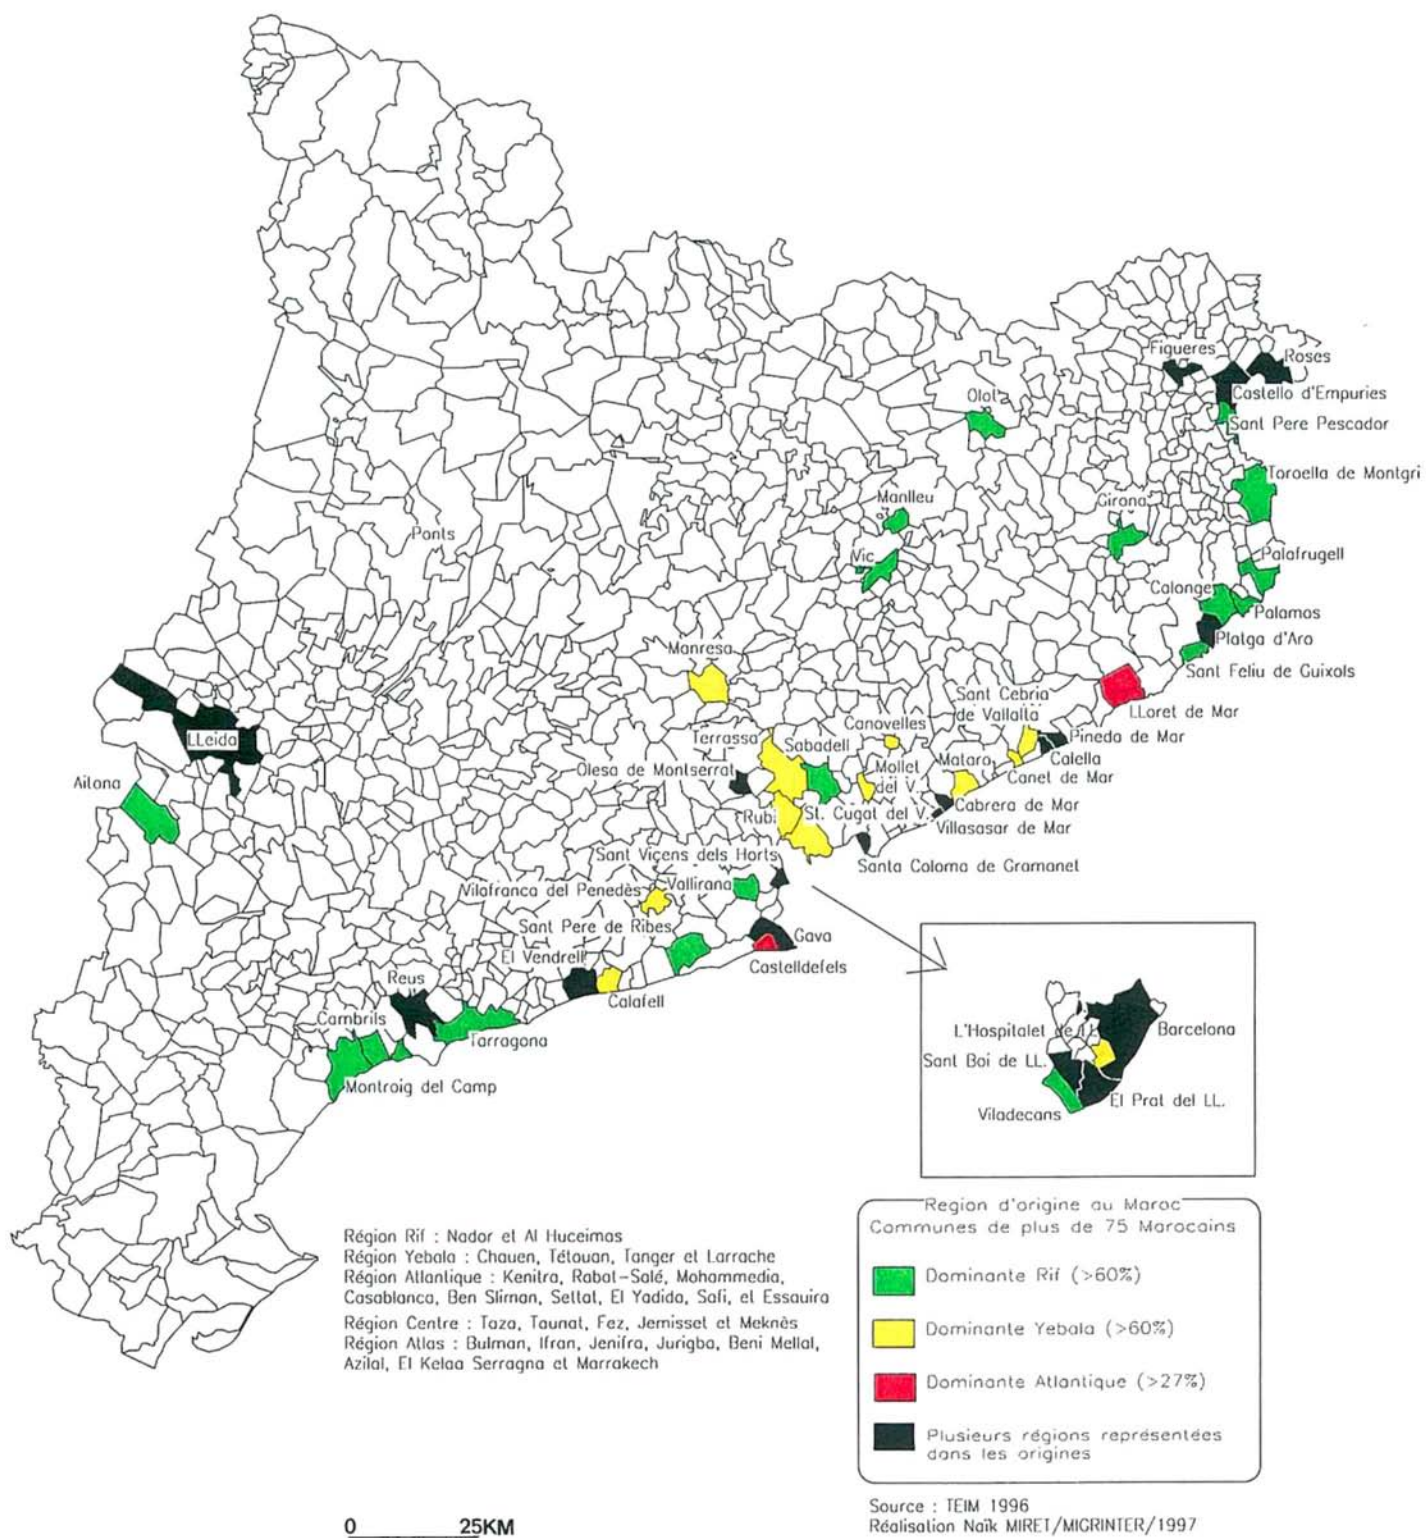 Figueres
Roses
Castello d'Empuries
Sant Pere Pescador
Olot
Toroella de Montgri
Manlleu
Girona
Ponts
Vic
Palafrugell
Calonge
Palamos
Platga d'Aro
Sant Feliu de Guixols
Manresa
LLoret de Mar
Sant Cebria
de Vallalta
Canovelles
Pineda de Mar
Calella
Terrassa
Sabadell
LLeida
Olesa de Montserrat
Mollet
del V.
Mataro
Canet de Mar
Aitona
Cabrera de Mar
Rubi
St. Cugat del V.
Villasasar de Mar
Sant Viçens dels Horts
Santa Coloma de Gramanet
Vilafranca del Penedès
Vallirana
Sant Pere de Ribes
Gava
El Vendrell
Castelldefels
Reus
Calafell
Cambrils
Tarragona
Montroig del Camp
L'Hospitalet de LL.
Barcelona
Sant Boi de LL.
El Prat del LL.
Viladecans
Région Rif : Nador et Al Huceimas
Région Yebala : Chauen, Tétouan, Tanger et Larrache
Région Atlantique : Kenitra, Rabat-Salé, Mohammedia,
Casablanca, Ben Sliman, Settat, El Yadida, Safi, et Essauira
Région Centre : Taza, Taunat, Fez, Jemisset et Meknès
Région Atlas : Bulman, Ifran, Jenifra, Jurigba, Beni Mellal,
Azilal, El Kelaa Serragna et Marrakech
Region d'origine au Maroc
Communes de plus de 75 Marocains
Dominante Rif (>60%)
Dominante Yebala (>60%)
Dominante Atlantique (>27%)
Plusieurs régions représentées
dans les origines
Source : TEIM 1996
Réalisation Naïk MIRET/MIGRINTER/1997
0 25KM